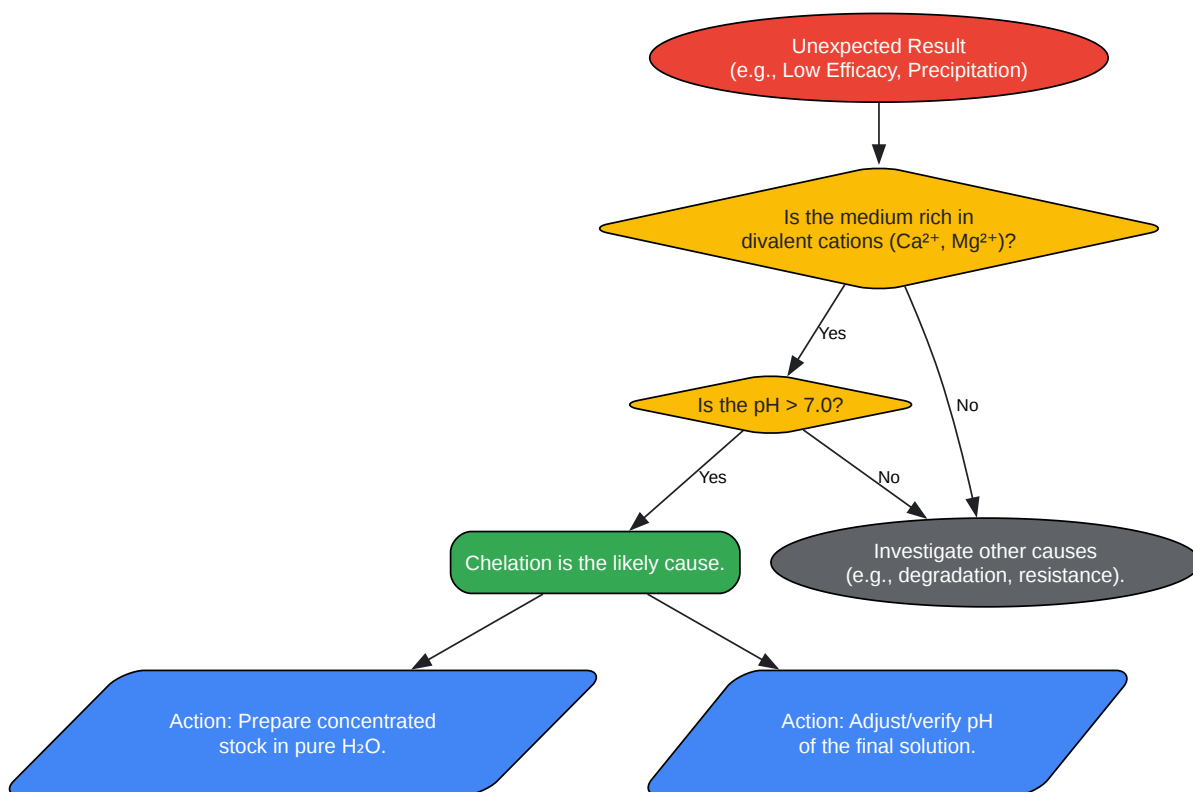 Unexpected Result
(e.g., Low Efficacy, Precipitation)
Is the medium rich in
divalent cations (Ca²⁺, Mg²⁺)?
Yes
Is the pH > 7.0?
No
Yes
No
Chelation is the likely cause.
Investigate other causes
(e.g., degradation, resistance).
Action: Prepare concentrated
stock in pure H₂O.
Action: Adjust/verify pH
of the final solution.